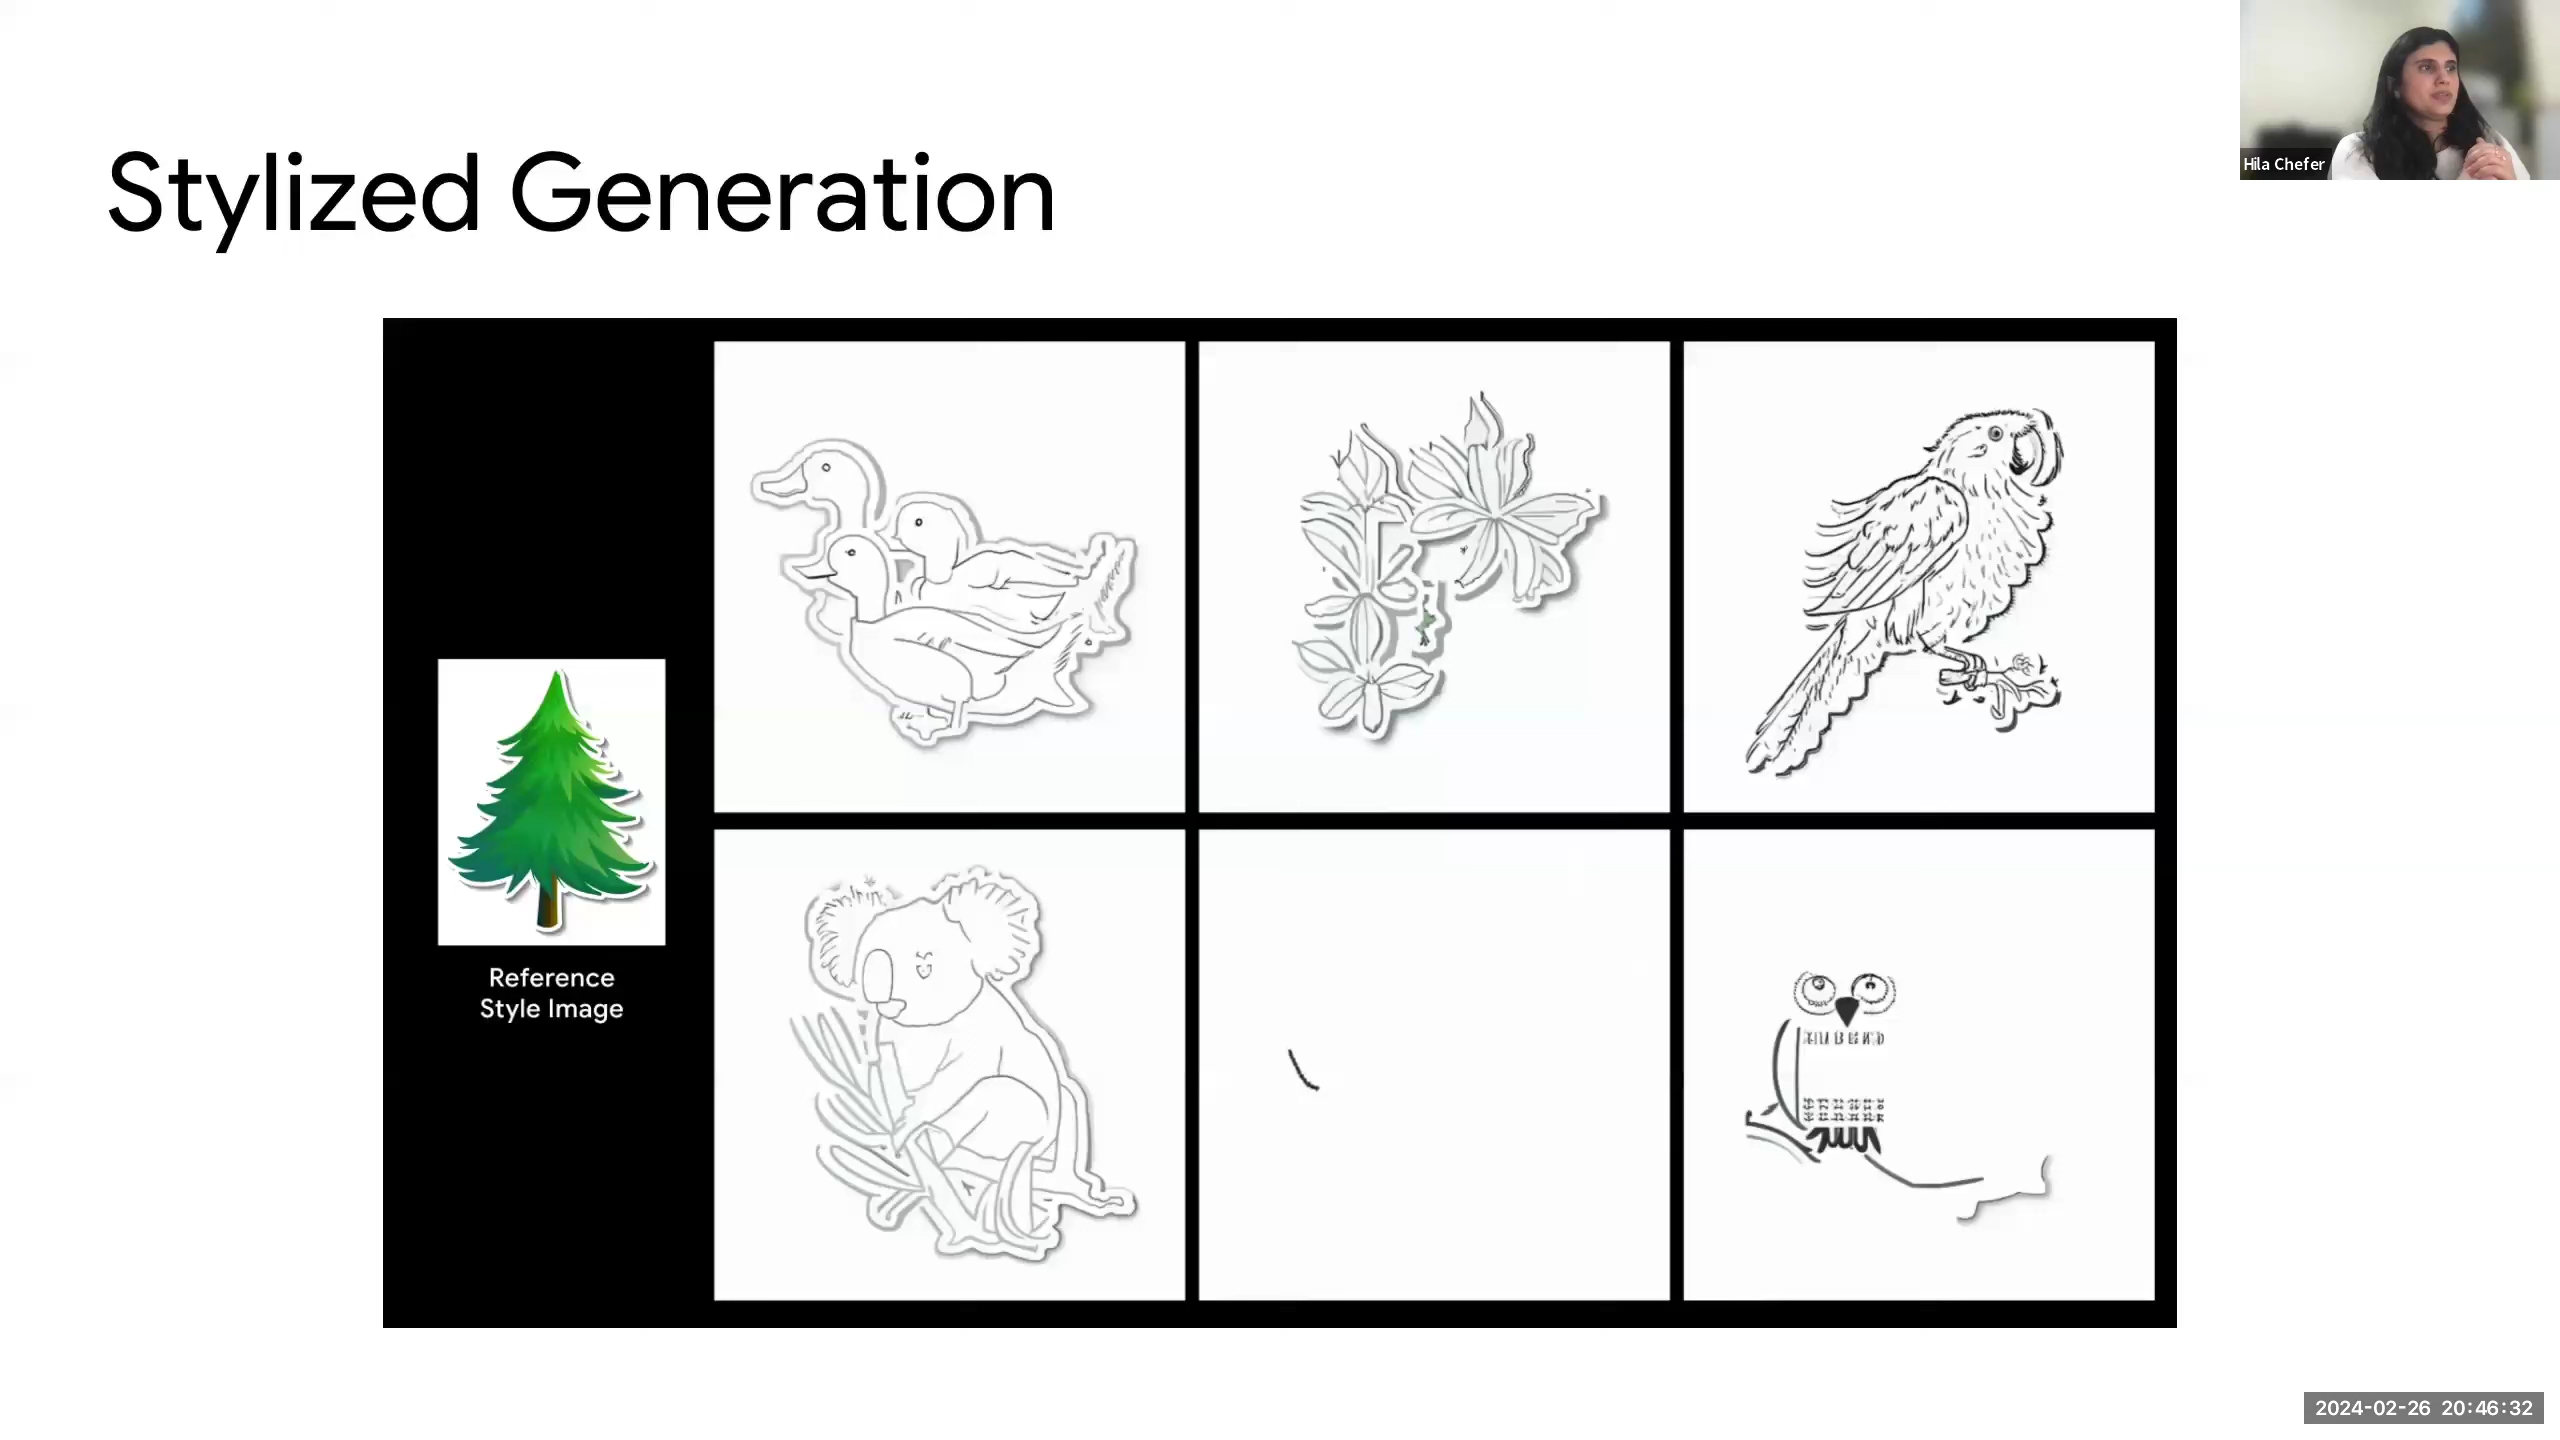 Stylized Generation
Hila Chefer
Reference
Style Image
2024-02-26 20:46:32